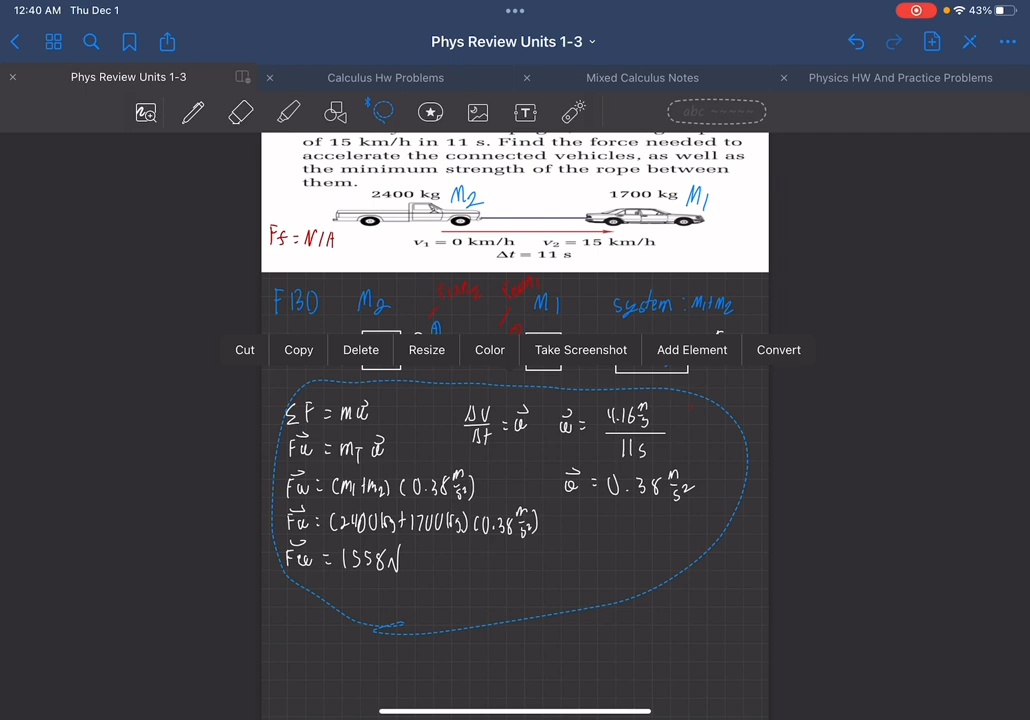 12:40 AM Thu Dec 1
43%
Phys Review Units 1-3
Phys Review Units 1-3
Calculus Hw Problems
Mixed Calculus Notes
Physics HW And Practice Problems
abc
of 15 km/h in 11 s. Find the force needed to
accelerate the connected vehicles, as well as
the minimum strength of the rope between
them.
2400 kg M2
1700 kg M1
Ff = N/A
v1 = 0 km/h v2 = 15 km/h
Δt = 11 s
FBD M2 M1 system: M1+M2
Cut Copy Delete Resize Color Take Screenshot Add Element Convert
ΣF = ma⃗
ΔV/Δt = a⃗
a⃗ = 4.16 m/s / 11s
Fa⃗ = mT a⃗
Fa⃗ = (m1+m2) (0.38 m/s²)
a⃗ = 0.38 m/s²
Fa⃗ = (2400kg+1700kg)(0.38 m/s²)
Fa⃗ = 1558N